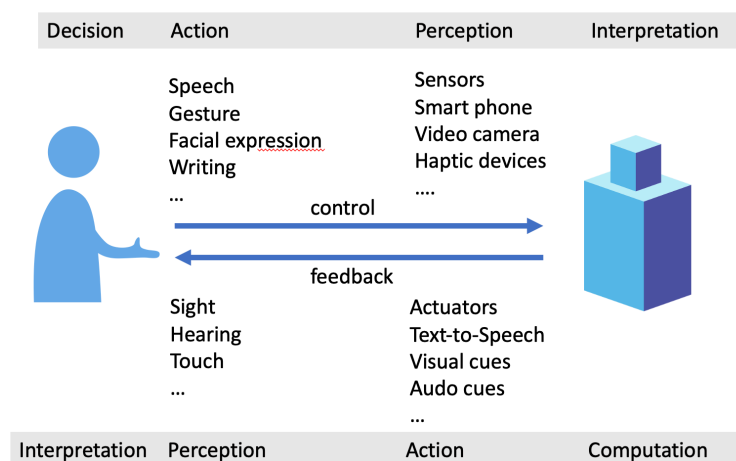 Decision Action Perception Interpretation
Speech
Gesture
Facial expression
Writing
...
Sensors
Smart phone
Video camera
Haptic devices
....
control
feedback
Sight
Hearing
Touch
...
Actuators
Text-to-Speech
Visual cues
Audo cues
...
Interpretation Perception Action Computation